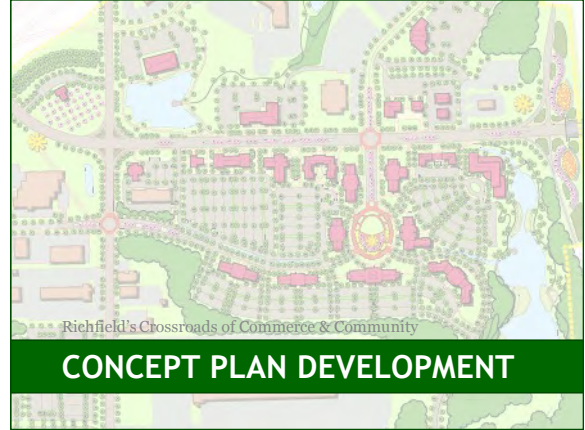 Richfield's Crossroads of Commerce & Community
CONCEPT PLAN DEVELOPMENT